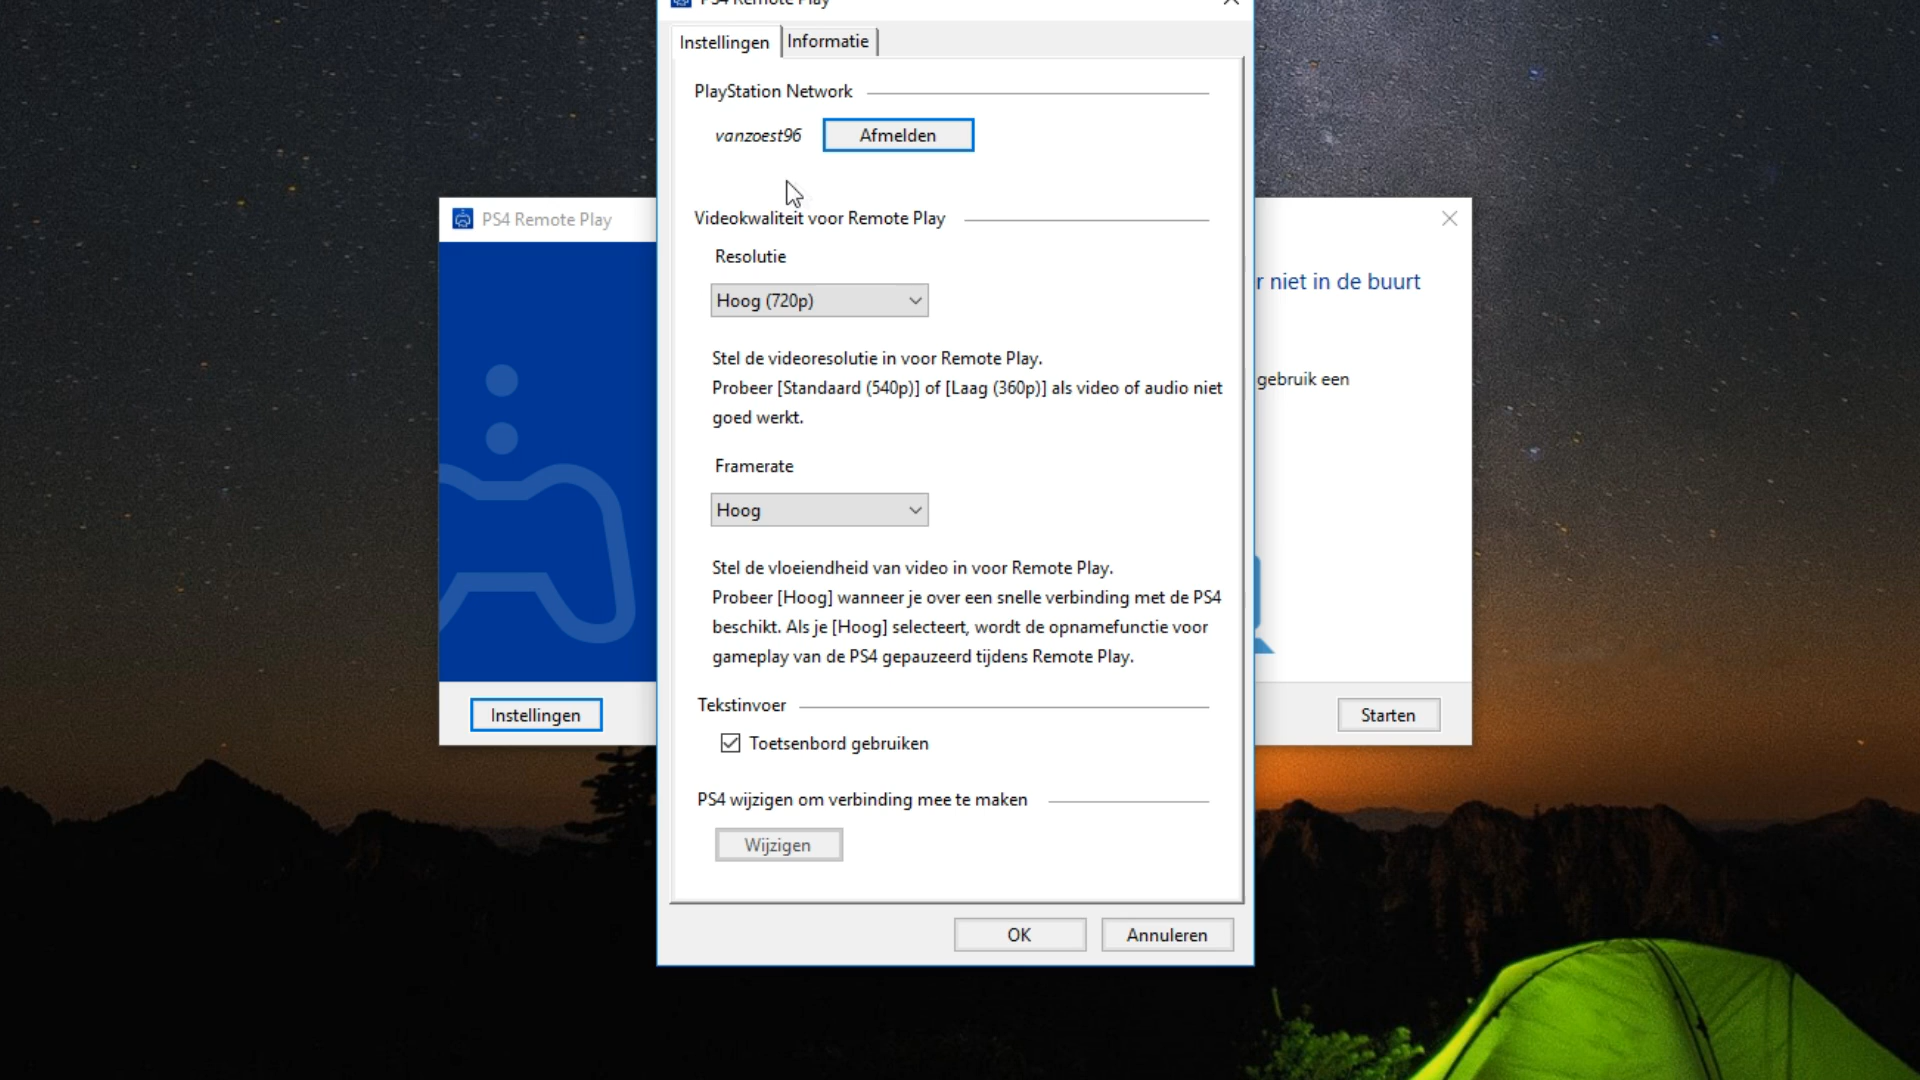 PS4 Remote Play
Instellingen
Informatie
PlayStation Network
vanzoest96
Afmelden
Videokwaliteit voor Remote Play
Resolutie
Hoog (720p)
Stel de videoresolutie in voor Remote Play.
Probeer [Standaard (540p)] of [Laag (360p)] als video of audio niet
goed werkt.
Framerate
Hoog
Stel de vloeiendheid van video in voor Remote Play.
Probeer [Hoog] wanneer je over een snelle verbinding met de PS4
beschikt. Als je [Hoog] selecteert, wordt de opnamefunctie voor
gameplay van de PS4 gepauzeerd tijdens Remote Play.
Tekstinvoer
Toetsenbord gebruiken
PS4 wijzigen om verbinding mee te maken
Wijzigen
OK
Annuleren
PS4 Remote Play
r niet in de buurt
gebruik een
Instellingen
Starten